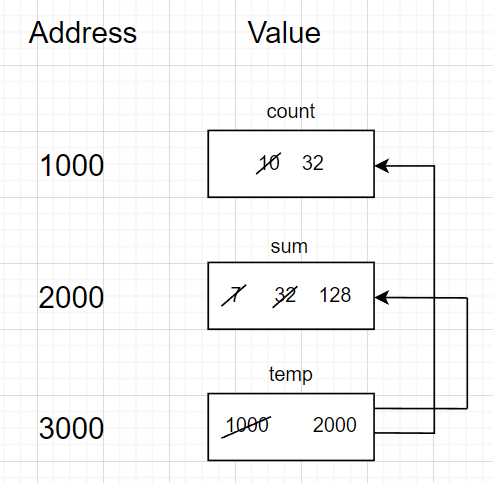 Address Value
count
1000 10 32
sum
2000 7 32 128
temp
3000 1000 2000